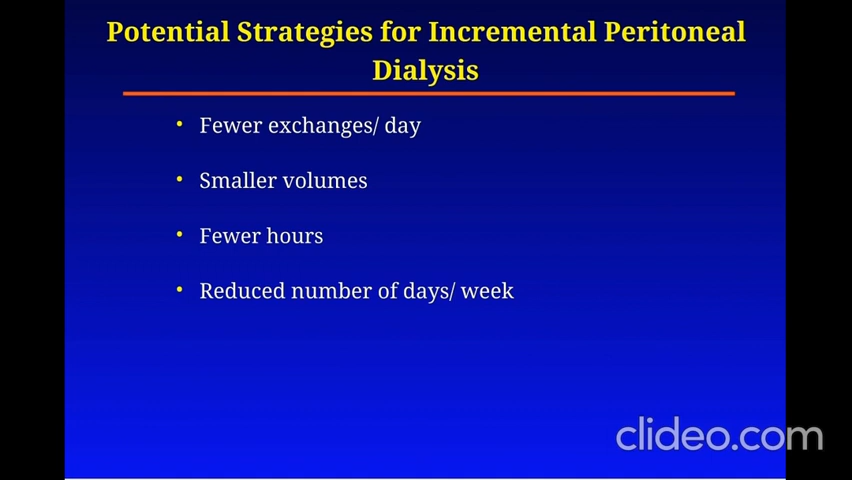 Potential Strategies for Incremental Peritoneal
Dialysis
• Fewer exchanges/ day
• Smaller volumes
• Fewer hours
• Reduced number of days/ week
clideo.com